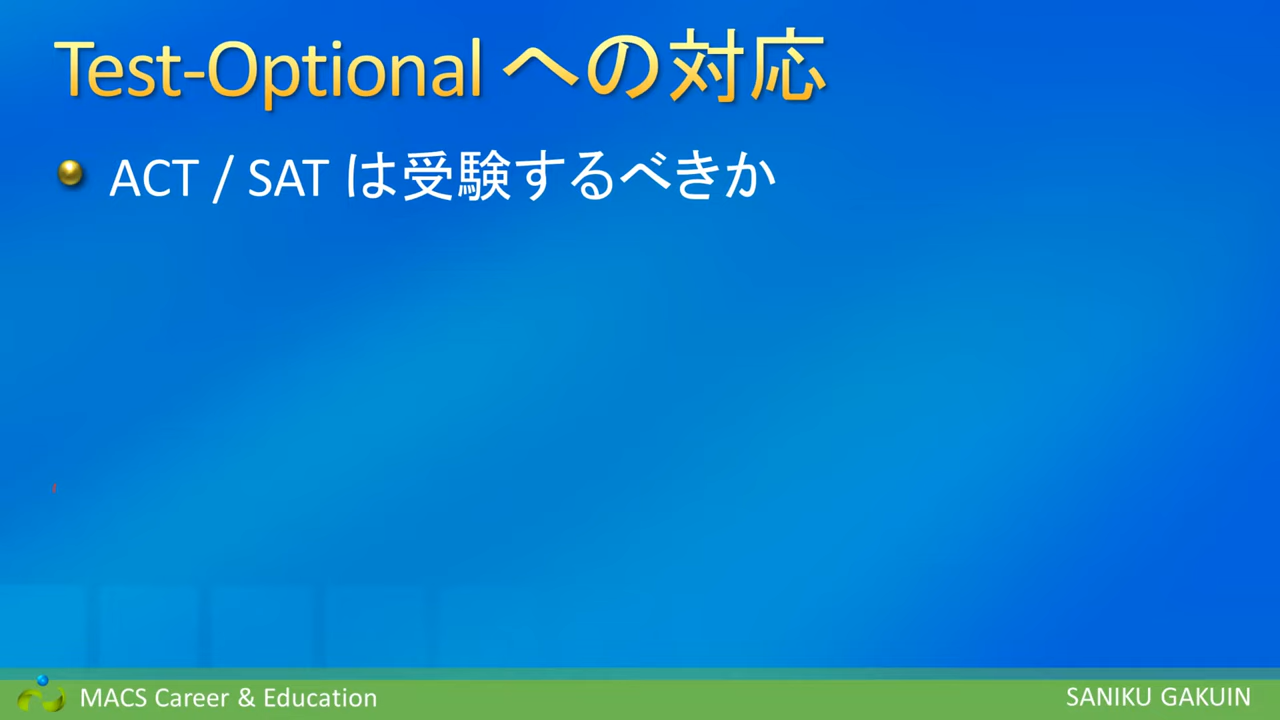 Test-Optional への対応
ACT / SAT は受験するべきか
MACS Career & Education
SANIKU GAKUIN